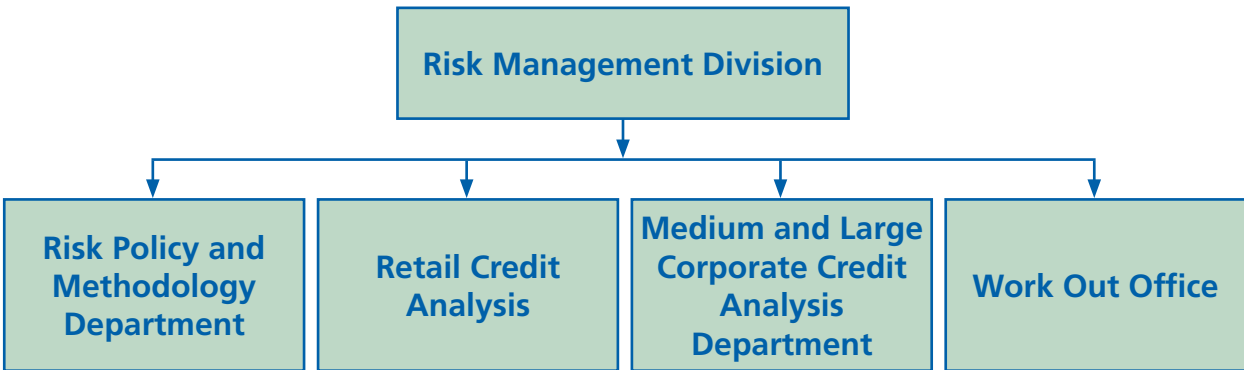 Risk Management Division
Risk Policy and
Methodology
Department
Retail Credit
Analysis
Medium and Large
Corporate Credit
Analysis
Department
Work Out Office